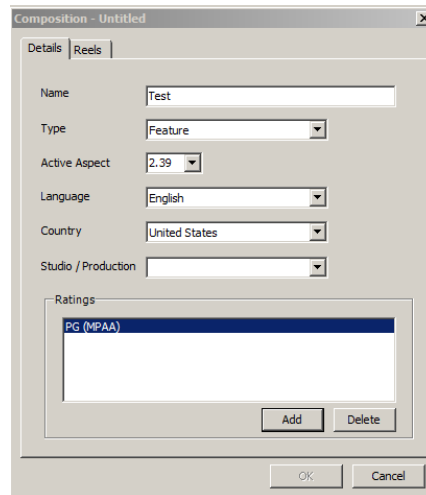 Composition - Untitled
Details Reels
Name Test
Type Feature
Active Aspect 2.39
Language English
Country United States
Studio / Production
Ratings
PG (MPAA)
Add Delete
OK Cancel